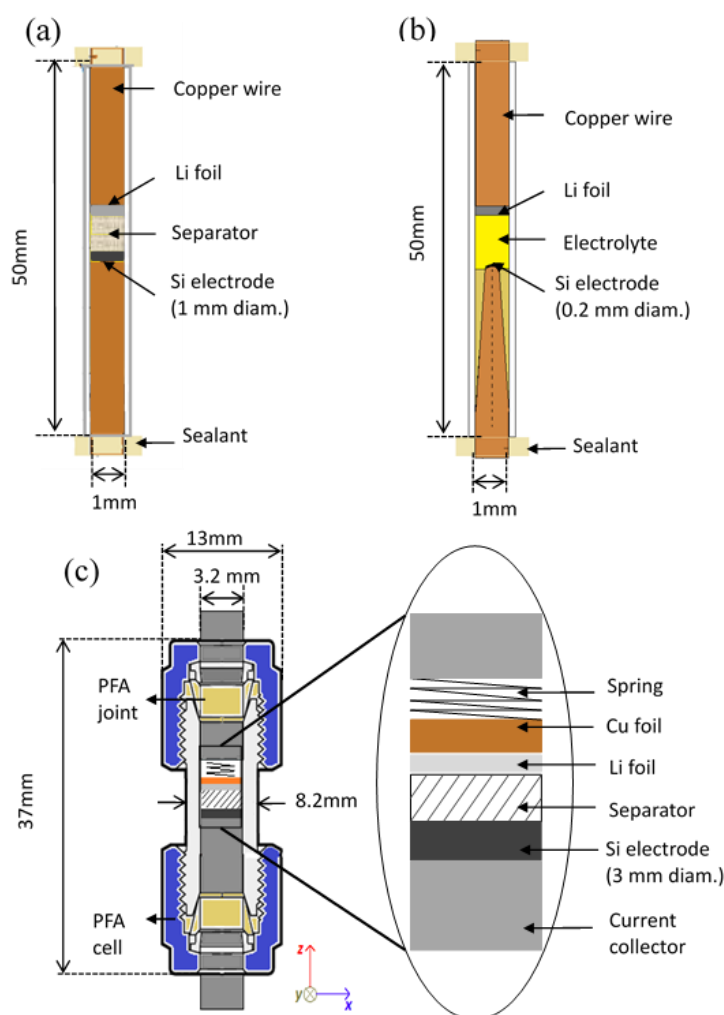 (a)
Copper wire
Li foil
Separator
Si electrode
(1 mm diam.)
50mm
Sealant
1mm
(b)
Copper wire
Li foil
Electrolyte
Si electrode
(0.2 mm diam.)
50mm
Sealant
1mm
(c)
13mm
3.2 mm
PFA
joint
37mm
8.2mm
PFA
cell
z
y
x
Spring
Cu foil
Li foil
Separator
Si electrode
(3 mm diam.)
Current
collector